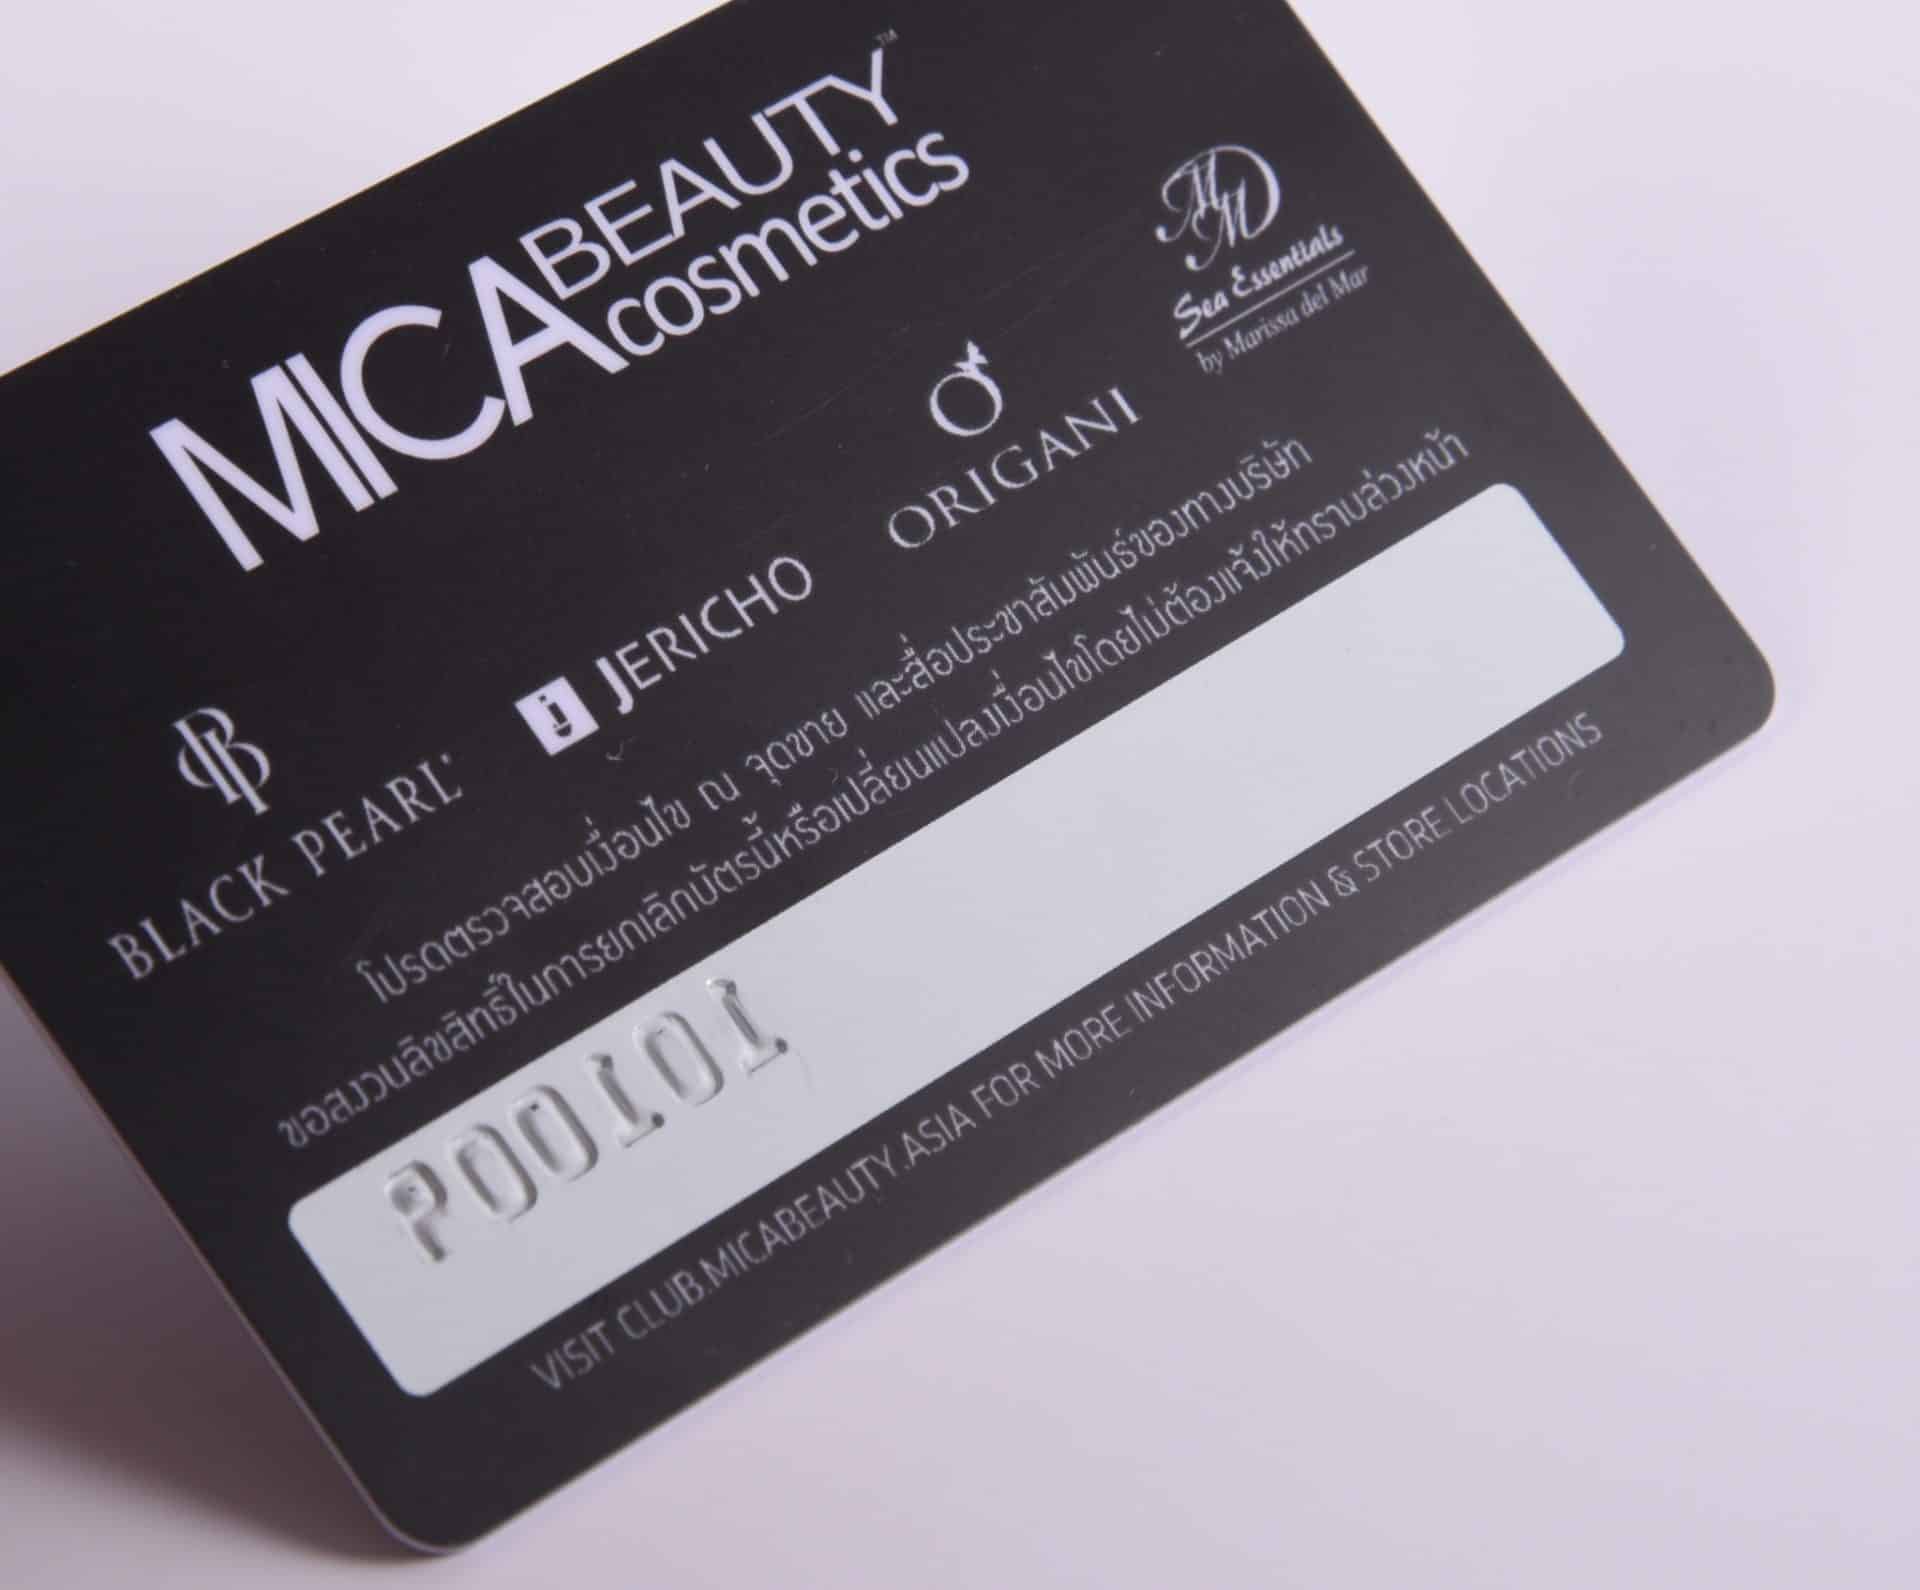 MICABEAUTY™
cosmetics
MM
Sea Essentials
by Marissa del Mar
ORIGANI
j JERICHO
B
BLACK PEARL
โปรดตรวจสอบเงื่อนไข ณ จุดขาย และสื่อประชาสัมพันธ์ของทางบริษัท
ขอสงวนลิขสิทธิ์ในการยกเลิกบัตรนี้หรือเปลี่ยนแปลงเงื่อนไขโดยไม่ต้องแจ้งให้ทราบล่วงหน้า
P00101
VISIT CLUB.MICABEAUTY.ASIA FOR MORE INFORMATION & STORE LOCATIONS